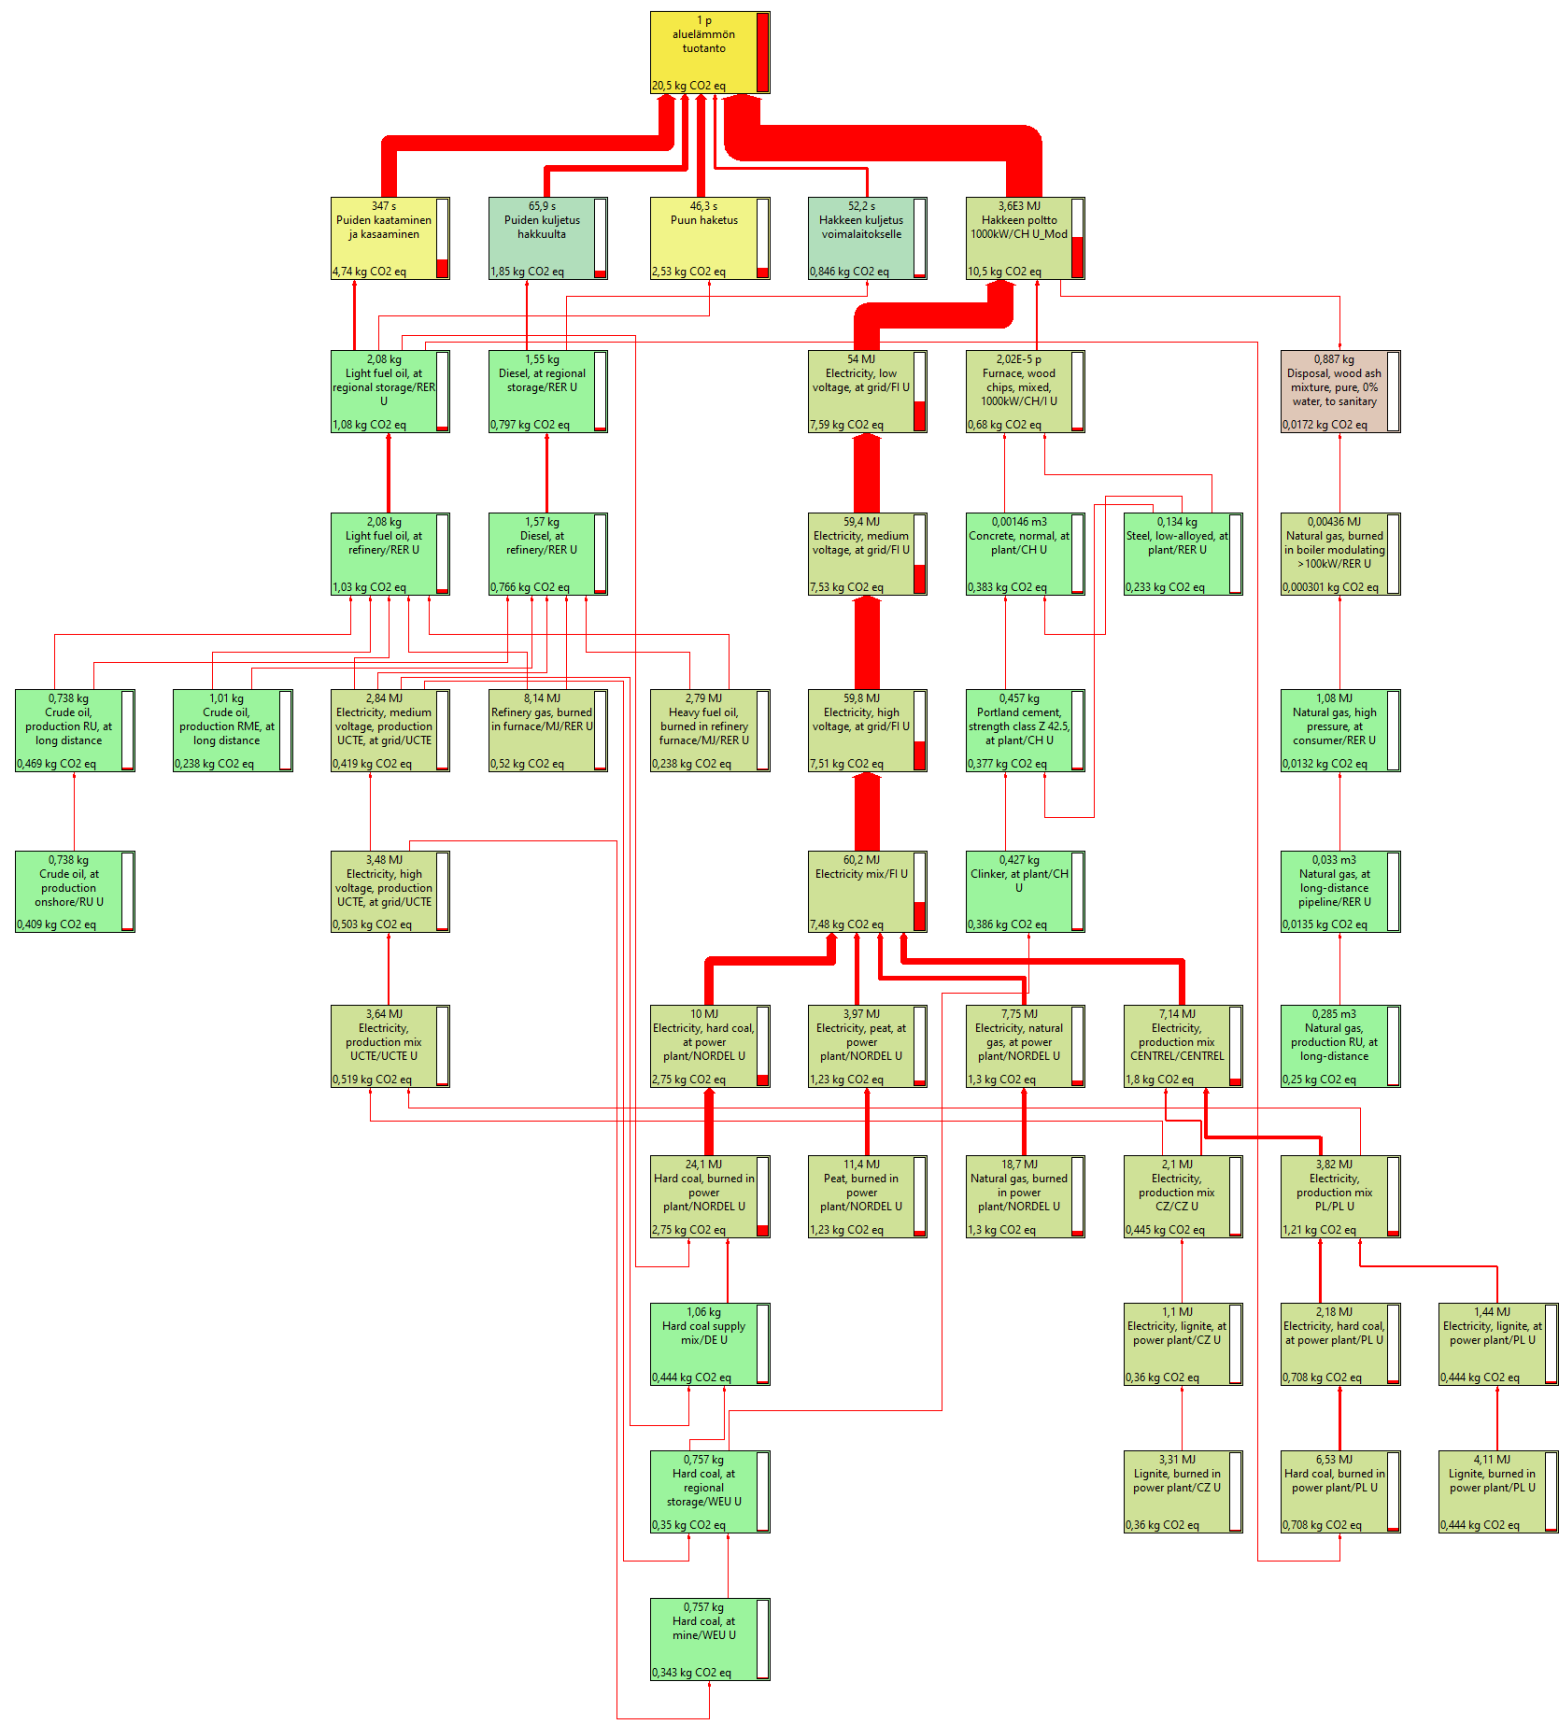 1 p
aluelämmön
tuotanto
20,5 kg CO2 eq
347 s
Puiden kaataminen
ja kasaaminen
4,74 kg CO2 eq
65,9 s
Puiden kuljetus
hakkuulta
1,85 kg CO2 eq
46,3 s
Puun haketus
2,53 kg CO2 eq
52,2 s
Hakkeen kuljetus
voimalaitokselle
0,846 kg CO2 eq
3,6E3 MJ
Hakkeen poltto
1000kW/CH U_Mod
10,5 kg CO2 eq
2,08 kg
Light fuel oil, at
regional storage/RER
U
1,08 kg CO2 eq
1,55 kg
Diesel, at regional
storage/RER U
0,797 kg CO2 eq
54 MJ
Electricity, low
voltage, at grid/FI U
7,59 kg CO2 eq
2,02E-5 p
Furnace, wood
chips, mixed,
1000kW/CH/I U
0,68 kg CO2 eq
0,887 kg
Disposal, wood ash
mixture, pure, 0%
water, to sanitary
0,0172 kg CO2 eq
2,08 kg
Light fuel oil, at
refinery/RER U
1,03 kg CO2 eq
1,57 kg
Diesel, at
refinery/RER U
0,766 kg CO2 eq
59,4 MJ
Electricity, medium
voltage, at grid/FI U
7,53 kg CO2 eq
0,00146 m3
Concrete, normal, at
plant/CH U
0,383 kg CO2 eq
0,134 kg
Steel, low-alloyed, at
plant/RER U
0,233 kg CO2 eq
0,00436 MJ
Natural gas, burned
in boiler modulating
>100kW/RER U
0,000301 kg CO2 eq
0,738 kg
Crude oil,
production RU, at
long distance
0,469 kg CO2 eq
1,01 kg
Crude oil,
production RME, at
long distance
0,238 kg CO2 eq
2,84 MJ
Electricity, medium
voltage, production
UCTE, at grid/UCTE
0,419 kg CO2 eq
8,14 MJ
Refinery gas, burned
in furnace/MJ/RER U
0,52 kg CO2 eq
2,79 MJ
Heavy fuel oil,
burned in refinery
furnace/MJ/RER U
0,238 kg CO2 eq
59,8 MJ
Electricity, high
voltage, at grid/FI U
7,51 kg CO2 eq
0,457 kg
Portland cement,
strength class Z 42.5,
at plant/CH U
0,377 kg CO2 eq
1,08 MJ
Natural gas, high
pressure, at
consumer/RER U
0,0132 kg CO2 eq
0,738 kg
Crude oil, at
production
onshore/RU U
0,409 kg CO2 eq
3,48 MJ
Electricity, high
voltage, production
UCTE, at grid/UCTE
0,503 kg CO2 eq
60,2 MJ
Electricity mix/FI U
7,48 kg CO2 eq
0,427 kg
Clinker, at plant/CH
U
0,386 kg CO2 eq
0,033 m3
Natural gas, at
long-distance
pipeline/RER U
0,0135 kg CO2 eq
3,64 MJ
Electricity,
production mix
UCTE/UCTE U
0,519 kg CO2 eq
10 MJ
Electricity, hard coal,
at power
plant/NORDEL U
2,75 kg CO2 eq
3,97 MJ
Electricity, peat, at
power
plant/NORDEL U
1,23 kg CO2 eq
7,75 MJ
Electricity, natural
gas, at power
plant/NORDEL U
1,3 kg CO2 eq
7,14 MJ
Electricity,
production mix
CENTREL/CENTREL
1,8 kg CO2 eq
0,285 m3
Natural gas,
production RU, at
long-distance
0,25 kg CO2 eq
24,1 MJ
Hard coal, burned in
power
plant/NORDEL U
2,75 kg CO2 eq
11,4 MJ
Peat, burned in
power
plant/NORDEL U
1,23 kg CO2 eq
18,7 MJ
Natural gas, burned
in power
plant/NORDEL U
1,3 kg CO2 eq
2,1 MJ
Electricity,
production mix
CZ/CZ U
0,445 kg CO2 eq
3,82 MJ
Electricity,
production mix
PL/PL U
1,21 kg CO2 eq
1,06 kg
Hard coal supply
mix/DE U
0,444 kg CO2 eq
1,1 MJ
Electricity, lignite, at
power plant/CZ U
0,36 kg CO2 eq
2,18 MJ
Electricity, hard coal,
at power plant/PL U
0,708 kg CO2 eq
1,44 MJ
Electricity, lignite, at
power plant/PL U
0,444 kg CO2 eq
0,757 kg
Hard coal, at
regional
storage/WEU U
0,35 kg CO2 eq
3,31 MJ
Lignite, burned in
power plant/CZ U
0,36 kg CO2 eq
6,53 MJ
Hard coal, burned in
power plant/PL U
0,708 kg CO2 eq
4,11 MJ
Lignite, burned in
power plant/PL U
0,444 kg CO2 eq
0,757 kg
Hard coal, at
mine/WEU U
0,343 kg CO2 eq